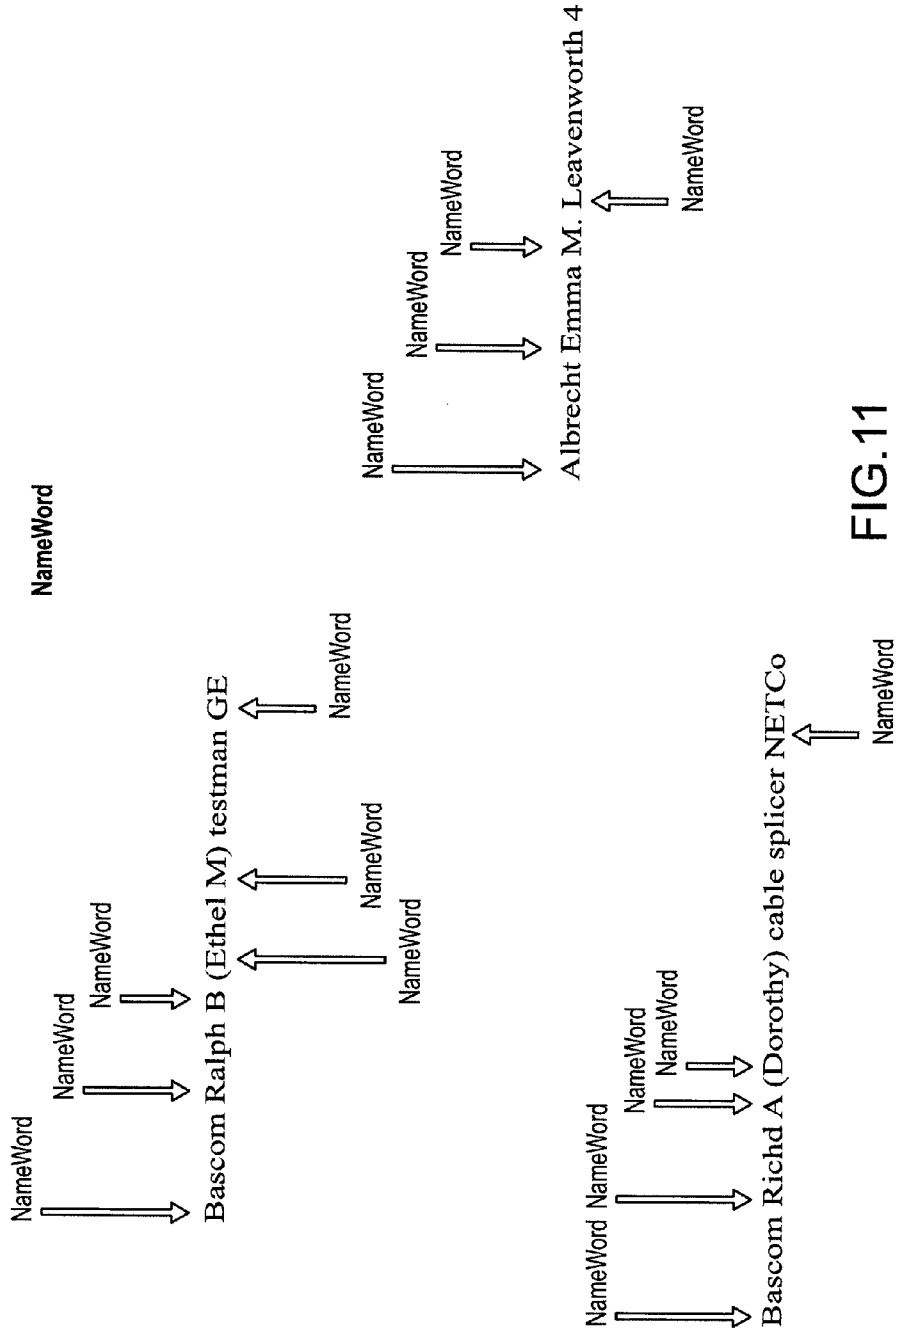 NameWord
NameWord
NameWord
NameWord
Bascom Ralph B (Ethel M) testman GE
NameWord
NameWord
NameWord
NameWord
NameWord
NameWord
Albrecht Emma M. Leavenworth 4
NameWord
NameWord NameWord
NameWord
NameWord
Bascom Richd A (Dorothy) cable splicer NETCo
NameWord
FIG.11